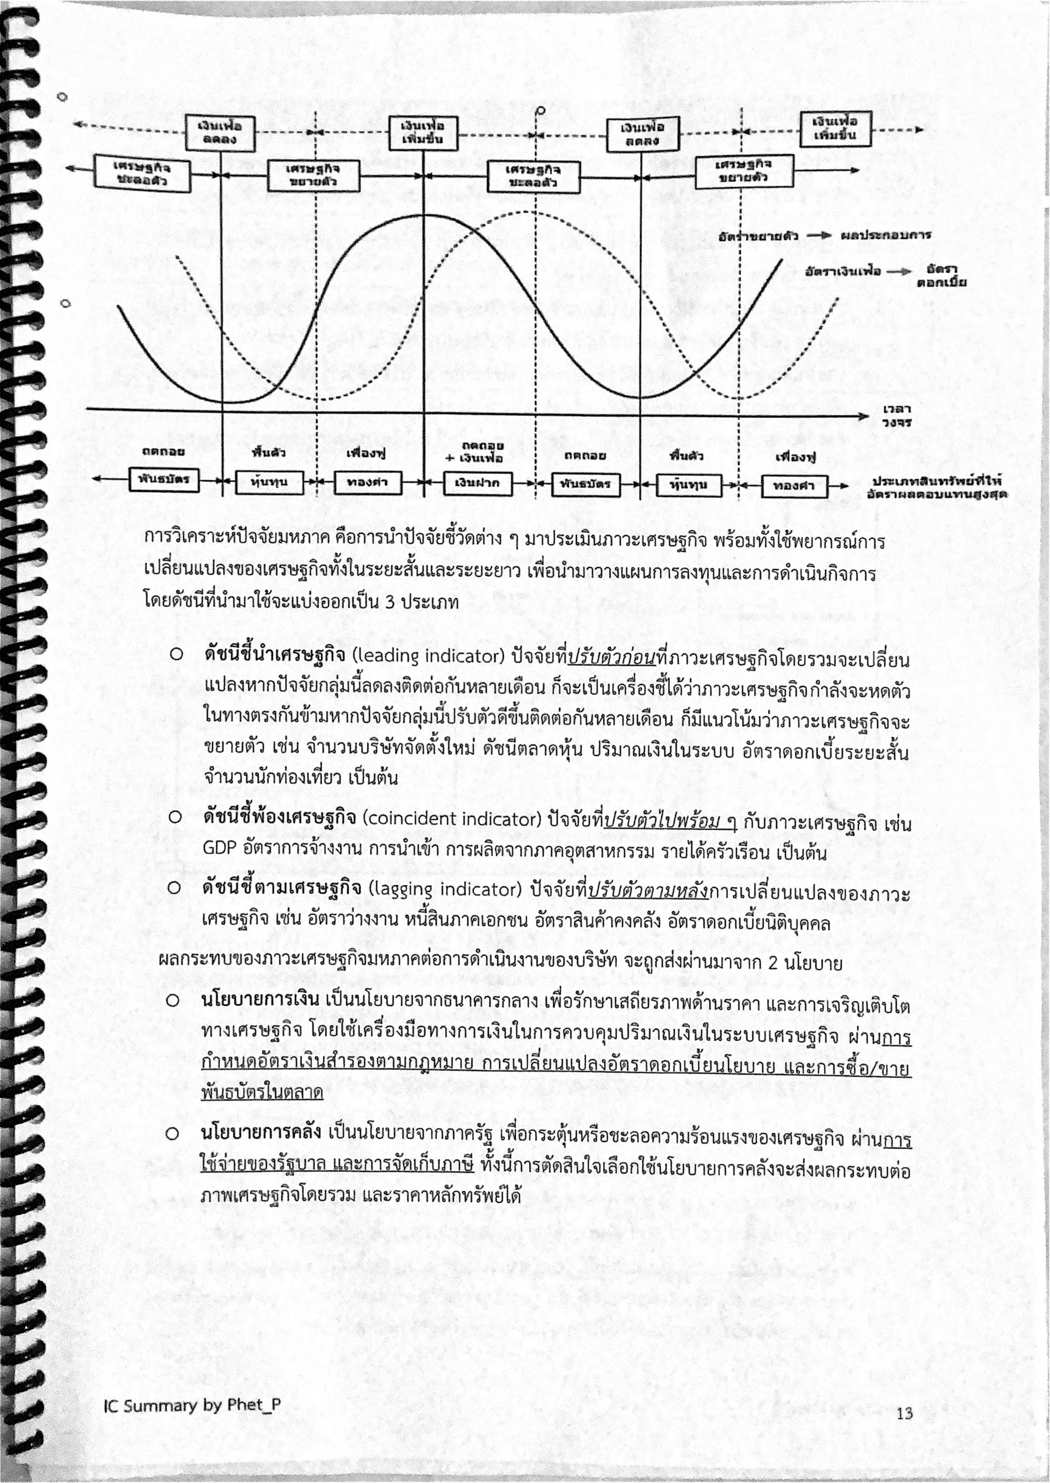 เงินเฟ้อ
ลดลง
เงินเฟ้อ
เพิ่มขึ้น
เงินเฟ้อ
ลดลง
เงินเฟ้อ
เพิ่มขึ้น
เศรษฐกิจ
ชะลอตัว
เศรษฐกิจ
ขยายตัว
เศรษฐกิจ
ชะลอตัว
เศรษฐกิจ
ขยายตัว
อัตราขยายตัว → ผลประกอบการ
อัตราเงินเฟ้อ → อัตรา
ดอกเบี้ย
เวลา
วงจร
ถดถอย ฟื้นตัว เฟื่องฟู ถดถอย
+ เงินเฟ้อ ถดถอย ฟื้นตัว เฟื่องฟู
พันธบัตร หุ้นทุน ทองคำ เงินฝาก พันธบัตร หุ้นทุน ทองคำ
ประเภทสินทรัพย์ที่ให้
อัตราผลตอบแทนสูงสุด
การวิเคราะห์ปัจจัยมหภาค คือการนำปัจจัยชี้วัดต่าง ๆ มาประเมินภาวะเศรษฐกิจ พร้อมทั้งใช้พยากรณ์การ
เปลี่ยนแปลงของเศรษฐกิจทั้งในระยะสั้นและระยะยาว เพื่อนำมาวางแผนการลงทุนและการดำเนินกิจการ
โดยดัชนีที่นำมาใช้จะแบ่งออกเป็น 3 ประเภท
ดัชนีชี้นำเศรษฐกิจ (leading indicator) ปัจจัยที่ปรับตัวก่อนที่ภาวะเศรษฐกิจโดยรวมจะเปลี่ยน
แปลงหากปัจจัยกลุ่มนี้ลดลงติดต่อกันหลายเดือน ก็จะเป็นเครื่องชี้ได้ว่าภาวะเศรษฐกิจกำลังจะหดตัว
ในทางตรงกันข้ามหากปัจจัยกลุ่มนี้ปรับตัวดีขึ้นติดต่อกันหลายเดือน ก็มีแนวโน้มว่าภาวะเศรษฐกิจจะ
ขยายตัว เช่น จำนวนบริษัทจัดตั้งใหม่ ดัชนีตลาดหุ้น ปริมาณเงินในระบบ อัตราดอกเบี้ยระยะสั้น
จำนวนนักท่องเที่ยว เป็นต้น
ดัชนีชี้พ้องเศรษฐกิจ (coincident indicator) ปัจจัยที่ปรับตัวไปพร้อม ๆ กับภาวะเศรษฐกิจ เช่น
GDP อัตราการจ้างงาน การนำเข้า การผลิตจากภาคอุตสาหกรรม รายได้ครัวเรือน เป็นต้น
ดัชนีชี้ตามเศรษฐกิจ (lagging indicator) ปัจจัยที่ปรับตัวตามหลังการเปลี่ยนแปลงของภาวะ
เศรษฐกิจ เช่น อัตราว่างงาน หนี้สินภาคเอกชน อัตราสินค้าคงคลัง อัตราดอกเบี้ยนิติบุคคล
ผลกระทบของภาวะเศรษฐกิจมหภาคต่อการดำเนินงานของบริษัท จะถูกส่งผ่านมาจาก 2 นโยบาย
นโยบายการเงิน เป็นนโยบายจากธนาคารกลาง เพื่อรักษาเสถียรภาพด้านราคา และการเจริญเติบโต
ทางเศรษฐกิจ โดยใช้เครื่องมือทางการเงินในการควบคุมปริมาณเงินในระบบเศรษฐกิจ ผ่านการ
กำหนดอัตราเงินสำรองตามกฎหมาย การเปลี่ยนแปลงอัตราดอกเบี้ยนโยบาย และการซื้อ/ขาย
พันธบัตรในตลาด
นโยบายการคลัง เป็นนโยบายจากภาครัฐ เพื่อกระตุ้นหรือชะลอความร้อนแรงของเศรษฐกิจ ผ่านการ
ใช้จ่ายของรัฐบาล และการจัดเก็บภาษี ทั้งนี้การตัดสินใจเลือกใช้นโยบายการคลังจะส่งผลกระทบต่อ
ภาพเศรษฐกิจโดยรวม และราคาหลักทรัพย์ได้
IC Summary by Phet_P
13